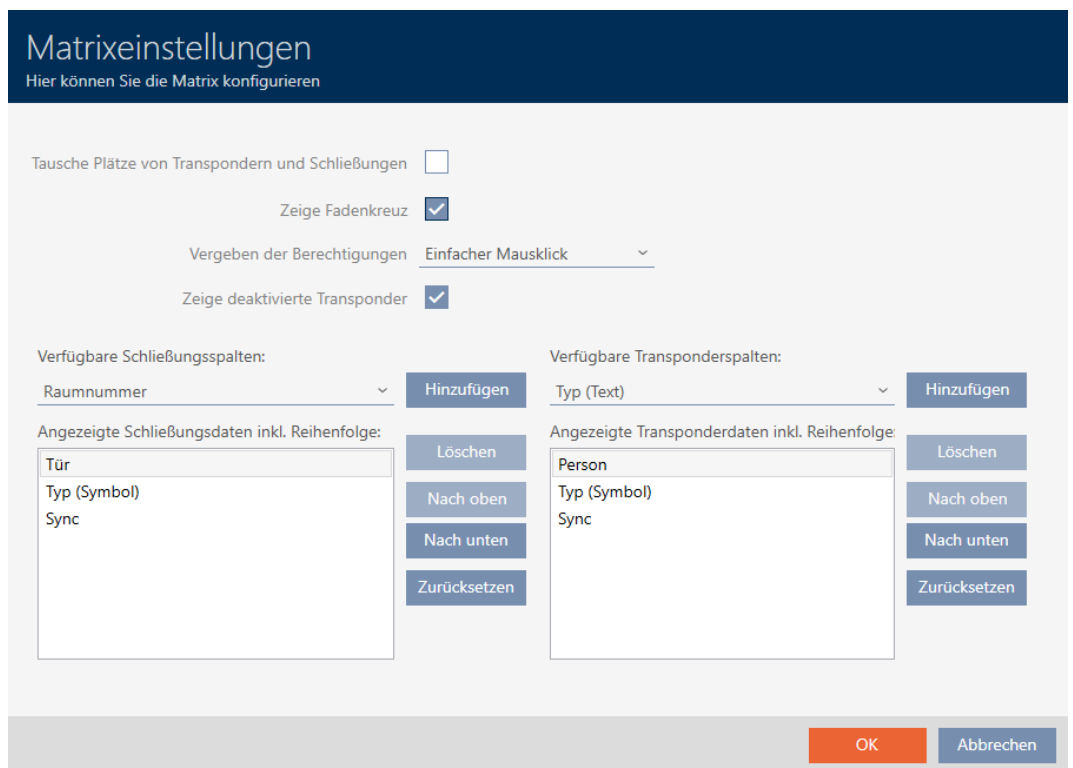 Matrixeinstellungen
Hier können Sie die Matrix konfigurieren
Tausche Plätze von Transpondern und Schließungen
Zeige Fadenkreuz
Vergeben der Berechtigungen Einfacher Mausklick
Zeige deaktivierte Transponder
Verfügbare Schließungsspalten:
Raumnummer
Hinzufügen
Angezeigte Schließungsdaten inkl. Reihenfolge:
Tür
Typ (Symbol)
Sync
Löschen
Nach oben
Nach unten
Zurücksetzen
Verfügbare Transponderspalten:
Typ (Text)
Hinzufügen
Angezeigte Transponderdaten inkl. Reihenfolge:
Person
Typ (Symbol)
Sync
Löschen
Nach oben
Nach unten
Zurücksetzen
OK
Abbrechen